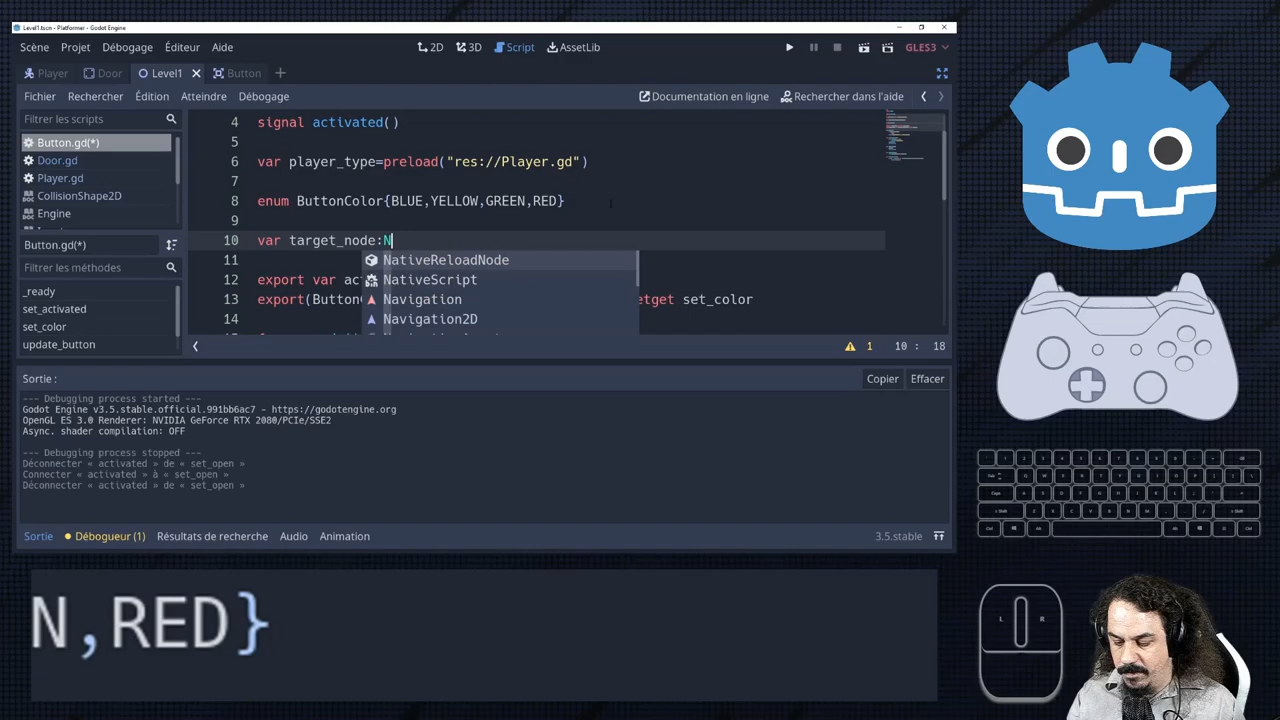 Level1.tscn - Platformer - Godot Engine
Scène Projet Débogage Éditeur Aide
2D 3D Script AssetLib
GLES3
Player Door Level1 Button
Fichier Rechercher Édition Atteindre Débogage
Documentation en ligne Rechercher dans l'aide
Filtrer les scripts
Button.gd(*)
Door.gd
Player.gd
CollisionShape2D
Engine
Button.gd(*)
Filtrer les méthodes
_ready
set_activated
set_color
update_button
4 signal activated()
5
6 var player_type=preload("res://Player.gd")
7
8 enum ButtonColor{BLUE,YELLOW,GREEN,RED}
9
10 var target_node:N
11
12 export var ac
13 export(Button etget set_color
14
NativeReloadNode
NativeScript
Navigation
Navigation2D
1 10 : 18
Sortie :
Copier Effacer
--- Debugging process started ---
Godot Engine v3.5.stable.official.991bb6ac7 - https://godotengine.org
OpenGL ES 3.0 Renderer: NVIDIA GeForce RTX 2080/PCIe/SSE2
Async. shader compilation: OFF
--- Debugging process stopped ---
Déconnecter « activated » de « set_open »
Connecter « activated » à « set_open »
Déconnecter « activated » de « set_open »
Sortie Débogueur (1) Résultats de recherche Audio Animation
3.5.stable
N,RED}
L R